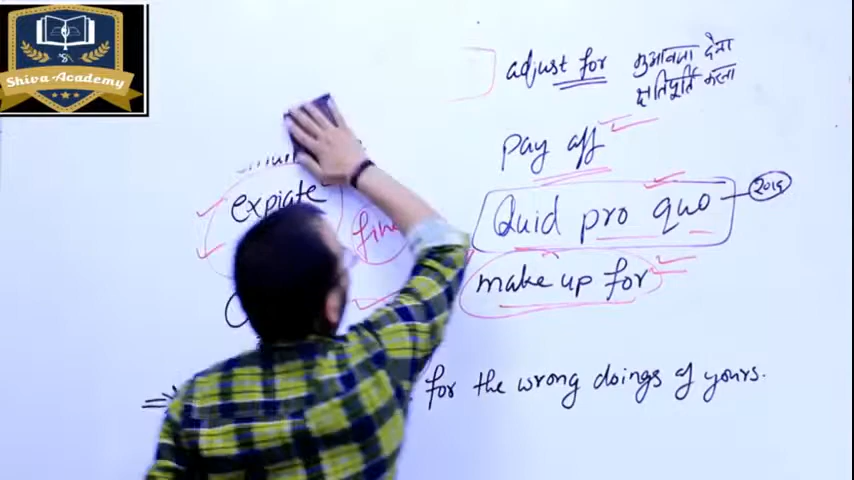 Shiva Academy
adjust for मुआवजा देना
क्षतिपूर्ति करना
Pay off
expiate
Quid pro quo
make up for
for the wrong doings of yours.